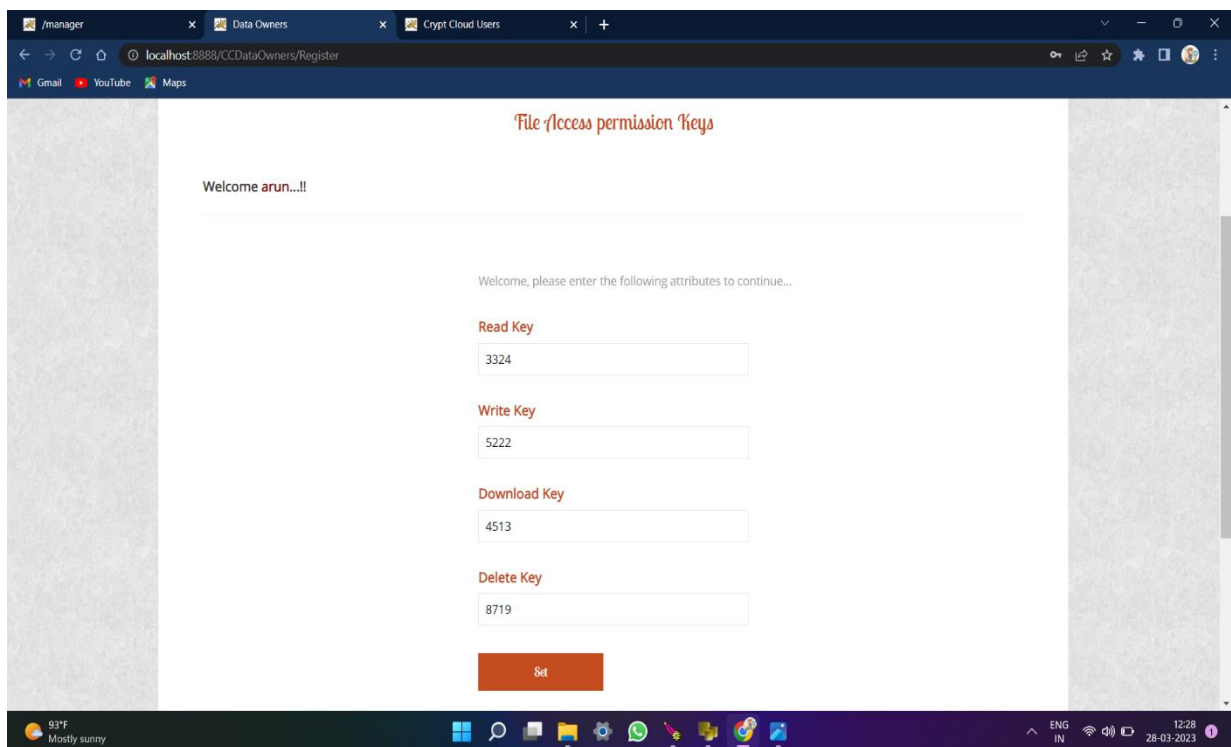 /manager
Data Owners
Crypt Cloud Users
localhost:8888/CCDataOwners/Register
Gmail YouTube Maps
File Access permission Keys
Welcome arun...!!
Welcome, please enter the following attributes to continue...
Read Key
3324
Write Key
5222
Download Key
4513
Delete Key
8719
Set
93°F
Mostly sunny
ENG
IN
12:28
28-03-2023
1